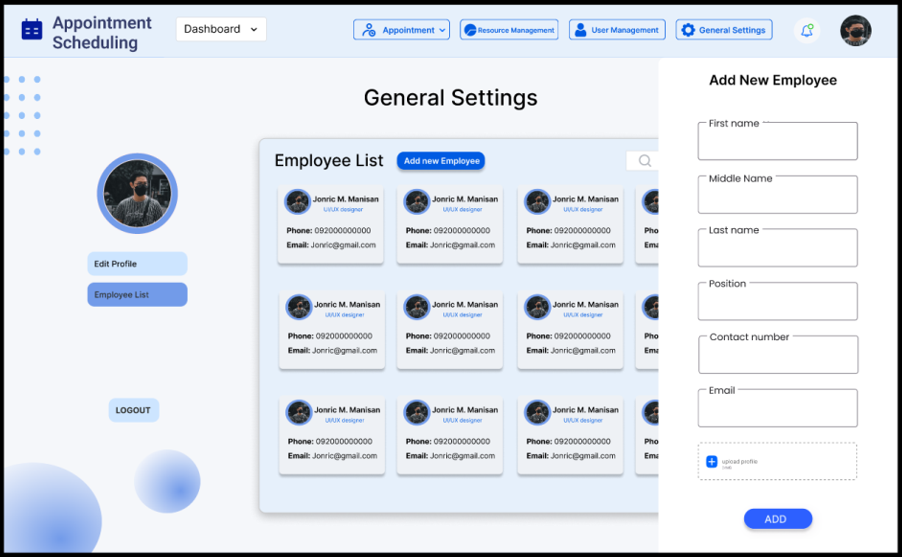 Appointment
Scheduling
Dashboard
Appointment
Resource Management
User Management
General Settings
General Settings
Edit Profile
Employee List
LOGOUT
Employee List
Add new Employee
Jonric M. Manisan
UI/UX designer
Phone: 092000000000
Email: Jonric@gmail.com
Jonric M. Manisan
UI/UX designer
Phone: 092000000000
Email: Jonric@gmail.com
Jonric M. Manisan
UI/UX designer
Phone: 092000000000
Email: Jonric@gmail.com
Jonric M. Manisan
UI/UX designer
Phone: 092000000000
Email: Jonric@gmail.com
Jonric M. Manisan
UI/UX designer
Phone: 092000000000
Email: Jonric@gmail.com
Jonric M. Manisan
UI/UX designer
Phone: 092000000000
Email: Jonric@gmail.com
Jonric M. Manisan
UI/UX designer
Phone: 092000000000
Email: Jonric@gmail.com
Jonric M. Manisan
UI/UX designer
Phone: 092000000000
Email: Jonric@gmail.com
Jonric M. Manisan
UI/UX designer
Phone: 092000000000
Email: Jonric@gmail.com
Phone:
Email:
Phone:
Email:
Phone:
Email:
Add New Employee
First name
Middle Name
Last name
Position
Contact number
Email
upload profile
ADD